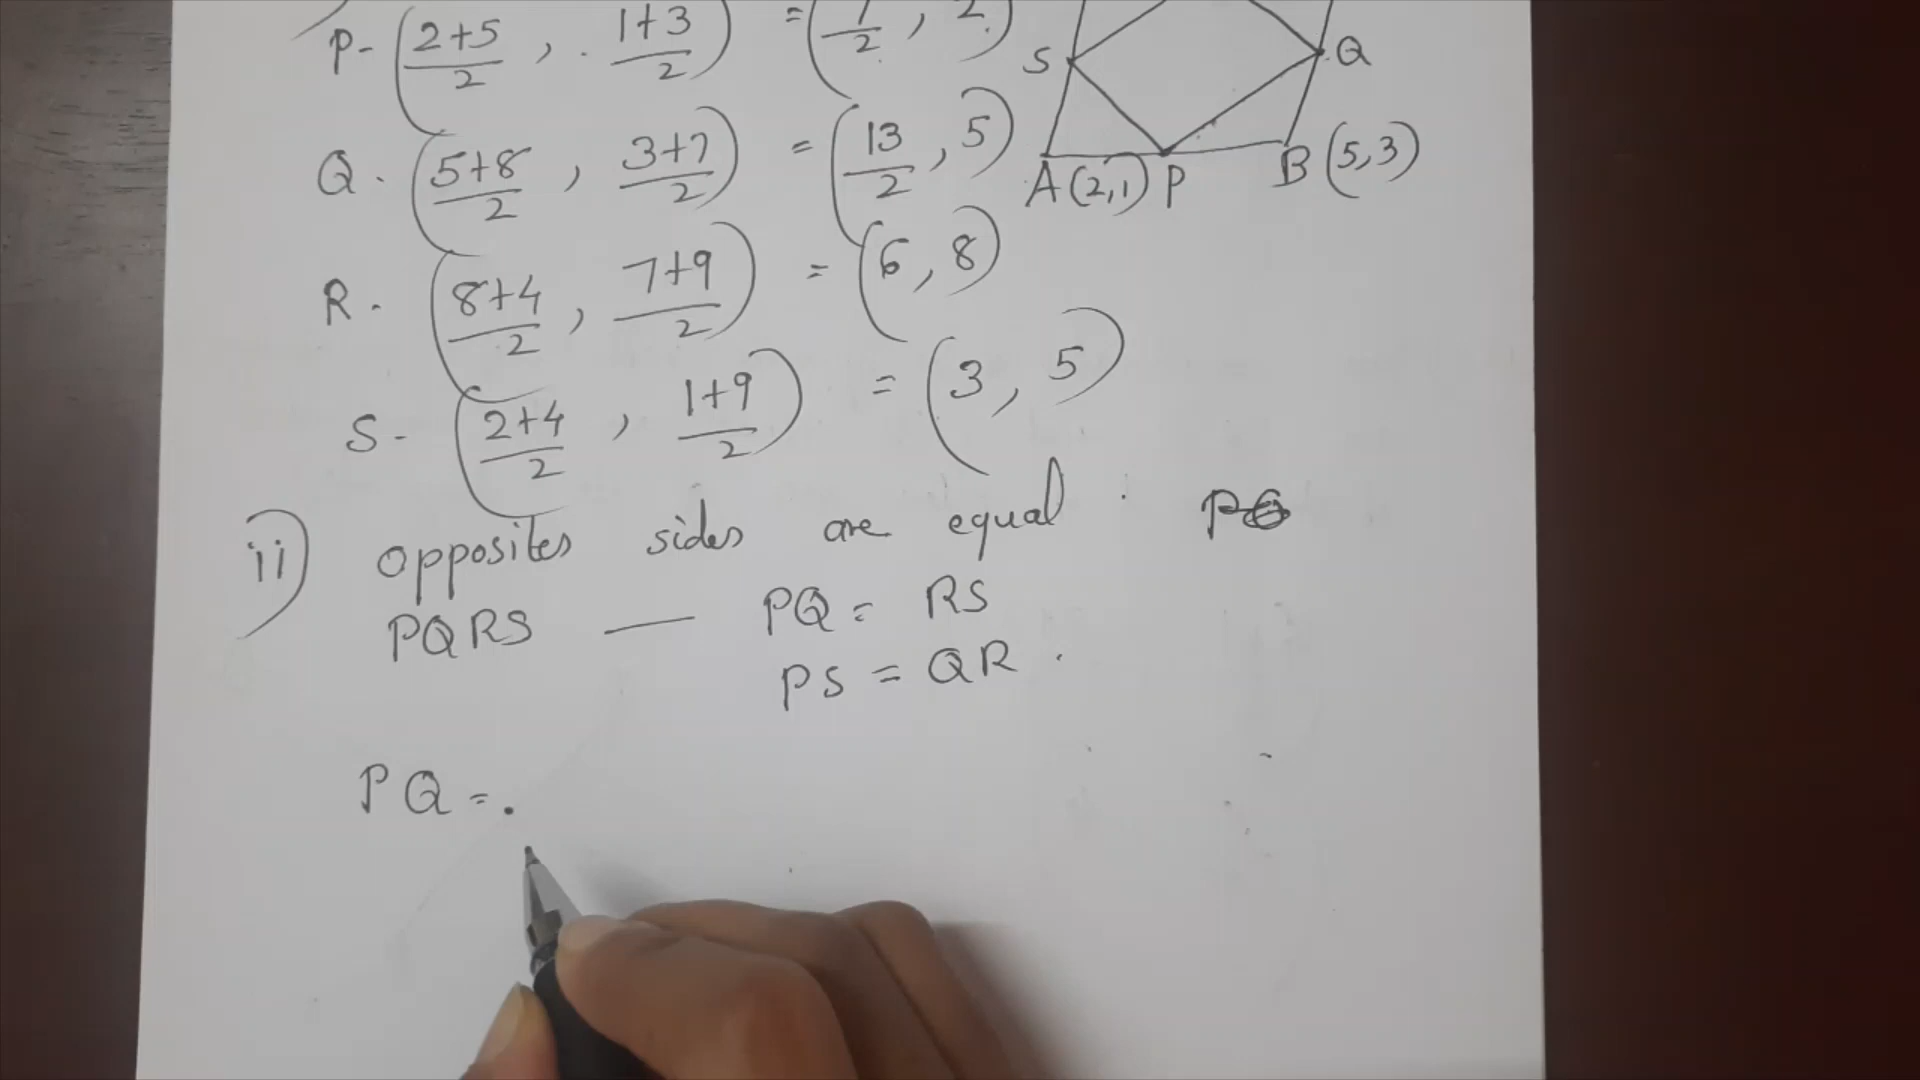 P- (2+5/2, 1+3/2) = (7/2, 2)
S
Q
Q. (5+8/2, 3+7/2) = (13/2, 5)
A(2,1) P B(5,3)
R. (8+4/2, 7+9/2) = (6, 8)
S- (2+4/2, 1+9/2) = (3, 5)
ii) opposites sides are equal.
PQRS — PQ = RS
PS = QR.
PQ = .